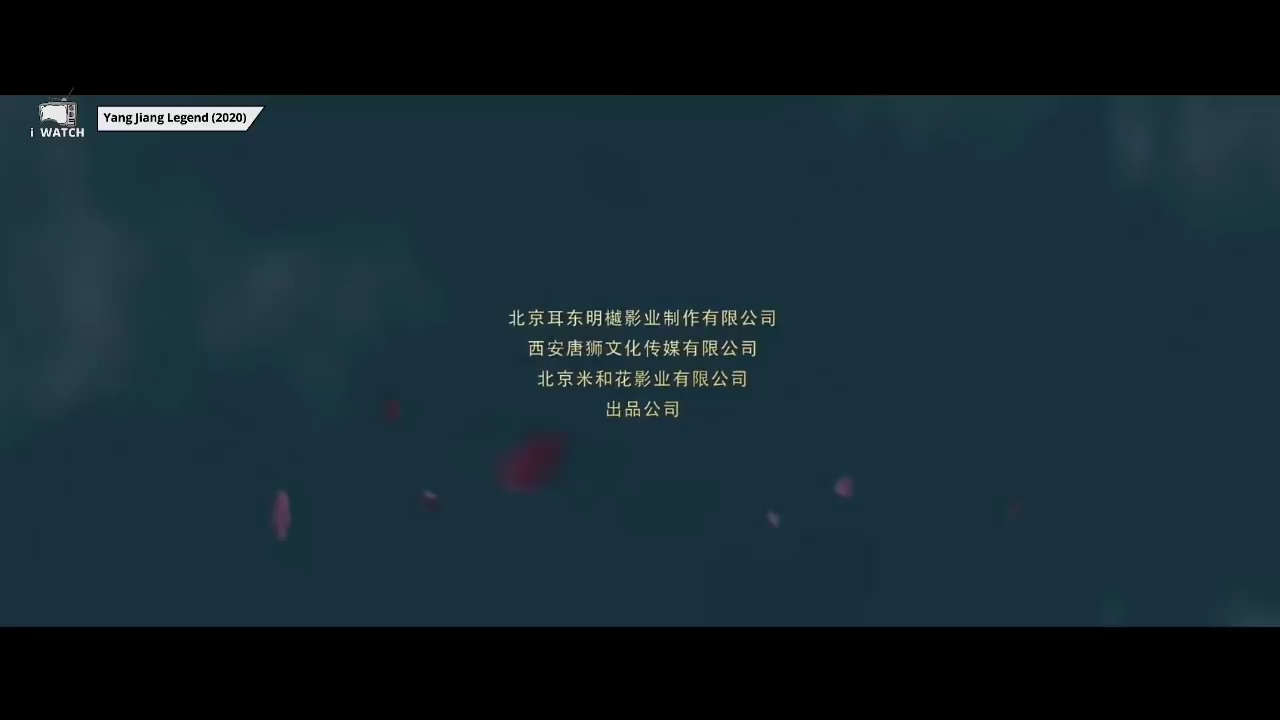 i WATCH
Yang Jiang Legend (2020)
北京耳东明樾影业制作有限公司
西安唐狮文化传媒有限公司
北京米和花影业有限公司
出品公司